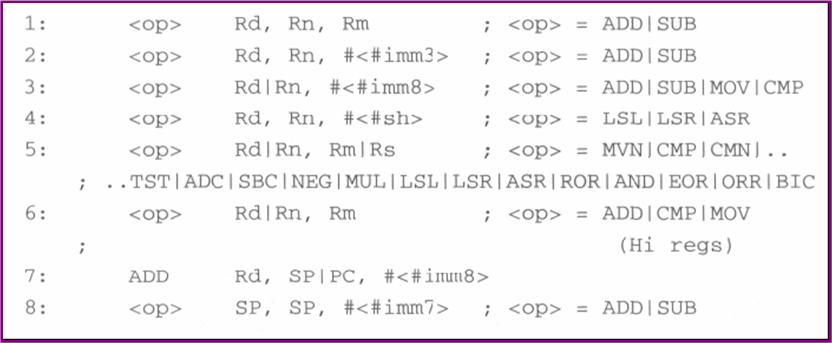 1: <op> Rd, Rn, Rm ; <op> = ADD|SUB
2: <op> Rd, Rn, #<#imm3> ; <op> = ADD|SUB
3: <op> Rd|Rn, #<#imm8> ; <op> = ADD|SUB|MOV|CMP
4: <op> Rd, Rn, #<#sh> ; <op> = LSL|LSR|ASR
5: <op> Rd|Rn, Rm|Rs ; <op> = MVN|CMP|CMN|..
; ..TST|ADC|SBC|NEG|MUL|LSL|LSR|ASR|ROR|AND|EOR|ORR|BIC
6: <op> Rd|Rn, Rm ; <op> = ADD|CMP|MOV
; (Hi regs)
7: ADD Rd, SP|PC, #<#imm8>
8: <op> SP, SP, #<#imm7> ; <op> = ADD|SUB